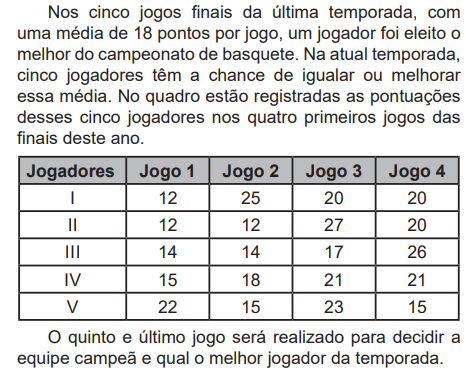 Nos cinco jogos finais da última temporada, com
uma média de 18 pontos por jogo, um jogador foi eleito o
melhor do campeonato de basquete. Na atual temporada,
cinco jogadores têm a chance de igualar ou melhorar
essa média. No quadro estão registradas as pontuações
desses cinco jogadores nos quatro primeiros jogos das
finais deste ano.
Jogadores Jogo 1 Jogo 2 Jogo 3 Jogo 4
I 12 25 20 20
II 12 12 27 20
III 14 14 17 26
IV 15 18 21 21
V 22 15 23 15
O quinto e último jogo será realizado para decidir a
equipe campeã e qual o melhor jogador da temporada.